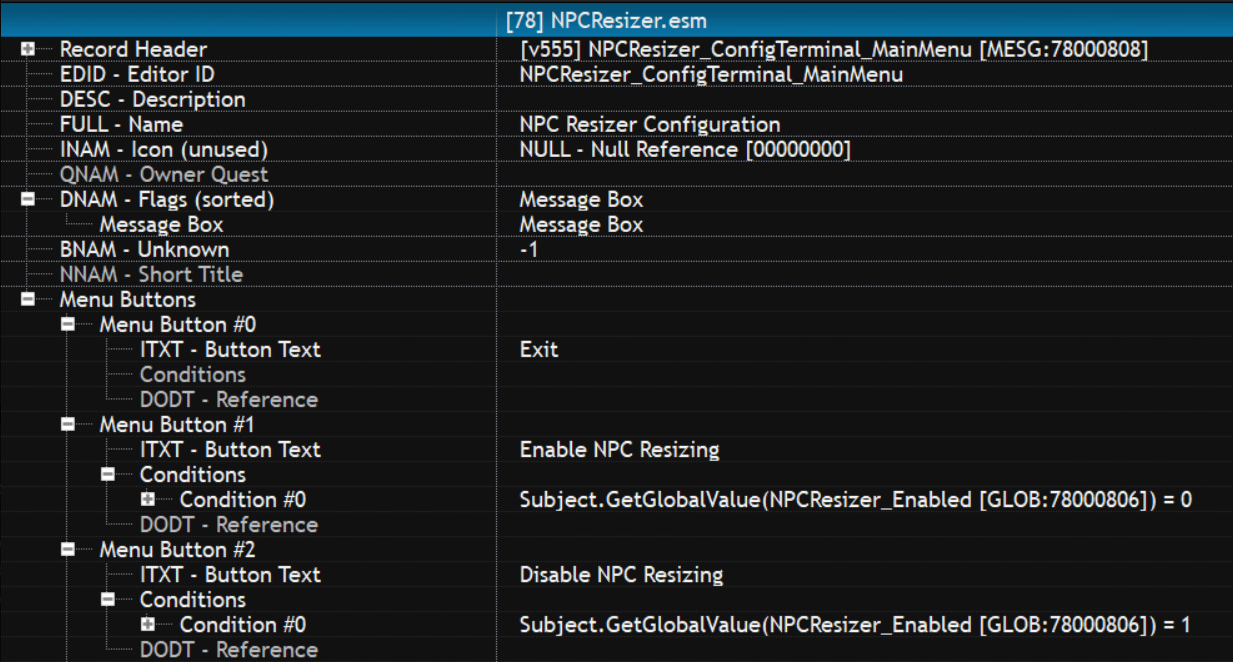 [78] NPCResizer.esm
Record Header [v555] NPCResizer_ConfigTerminal_MainMenu [MESG:78000808]
EDID - Editor ID NPCResizer_ConfigTerminal_MainMenu
DESC - Description
FULL - Name NPC Resizer Configuration
INAM - Icon (unused) NULL - Null Reference [00000000]
QNAM - Owner Quest
DNAM - Flags (sorted) Message Box
Message Box Message Box
BNAM - Unknown -1
NNAM - Short Title
Menu Buttons
Menu Button #0
ITXT - Button Text Exit
Conditions
DODT - Reference
Menu Button #1
ITXT - Button Text Enable NPC Resizing
Conditions
Condition #0 Subject.GetGlobalValue(NPCResizer_Enabled [GLOB:78000806]) = 0
DODT - Reference
Menu Button #2
ITXT - Button Text Disable NPC Resizing
Conditions
Condition #0 Subject.GetGlobalValue(NPCResizer_Enabled [GLOB:78000806]) = 1
DODT - Reference